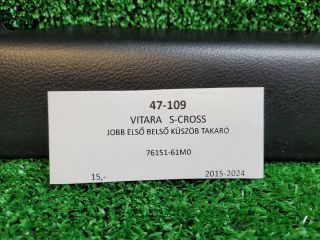 47-109
VITARA S-CROSS
JOBB ELSŐ BELSŐ KÜSZÖB TAKARÓ
76151-61M0
15,- 2015-2024